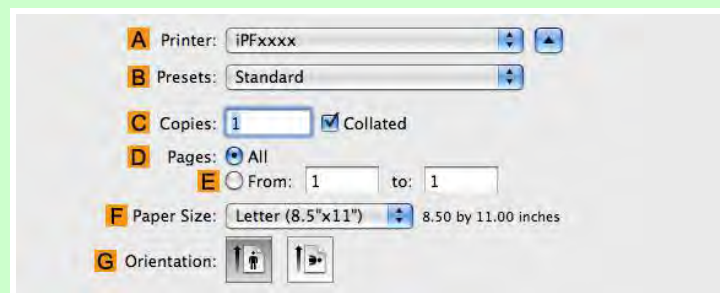 A Printer: iPFxxxx
B Presets: Standard
C Copies: 1 Collated
D Pages: All
E From: 1 to: 1
F Paper Size: Letter (8.5"x11") 8.50 by 11.00 inches
G Orientation: